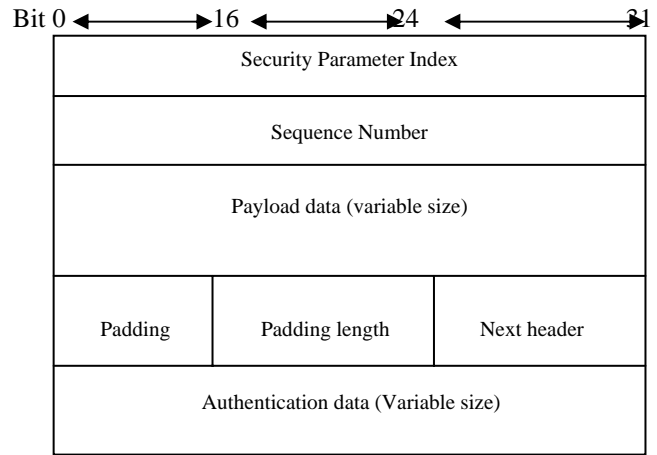 Bit 0 16 24 31
Security Parameter Index
Sequence Number
Payload data (variable size)
Padding Padding length Next header
Authentication data (Variable size)